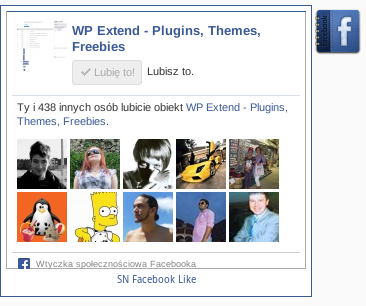 WP Extend - Plugins, Themes,
Freebies
Lubię to!
Lubisz to.
Ty i 438 innych osób lubicie obiekt WP Extend - Plugins,
Themes, Freebies.
Wtyczka społecznościowa Facebooka
SN Facebook Like